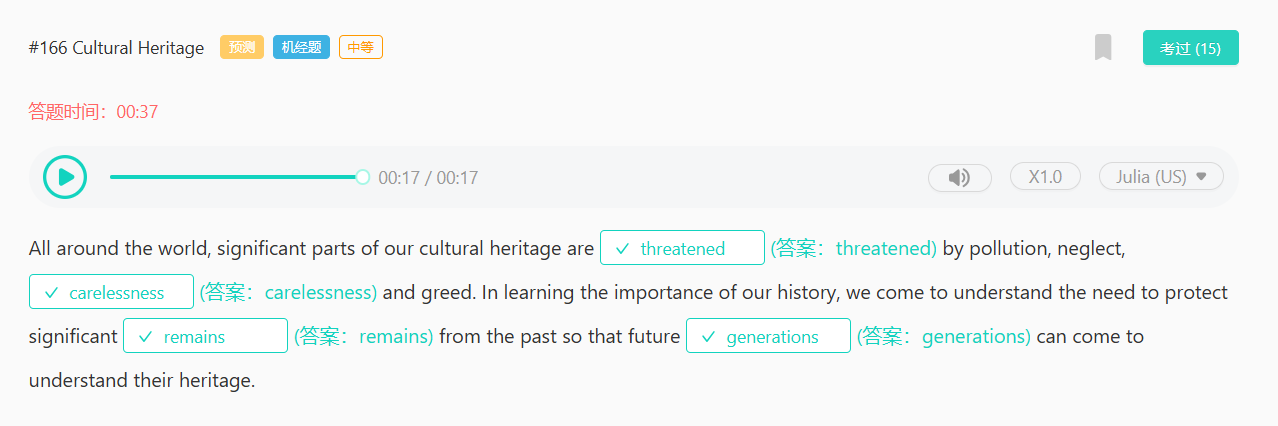 #166 Cultural Heritage 预测 机经题 中等 考过 (15)
答题时间：00:37
00:17 / 00:17 X1.0 Julia (US)
All around the world, significant parts of our cultural heritage are threatened (答案：threatened) by pollution, neglect,
carelessness (答案：carelessness) and greed. In learning the importance of our history, we come to understand the need to protect
significant remains (答案：remains) from the past so that future generations (答案：generations) can come to
understand their heritage.